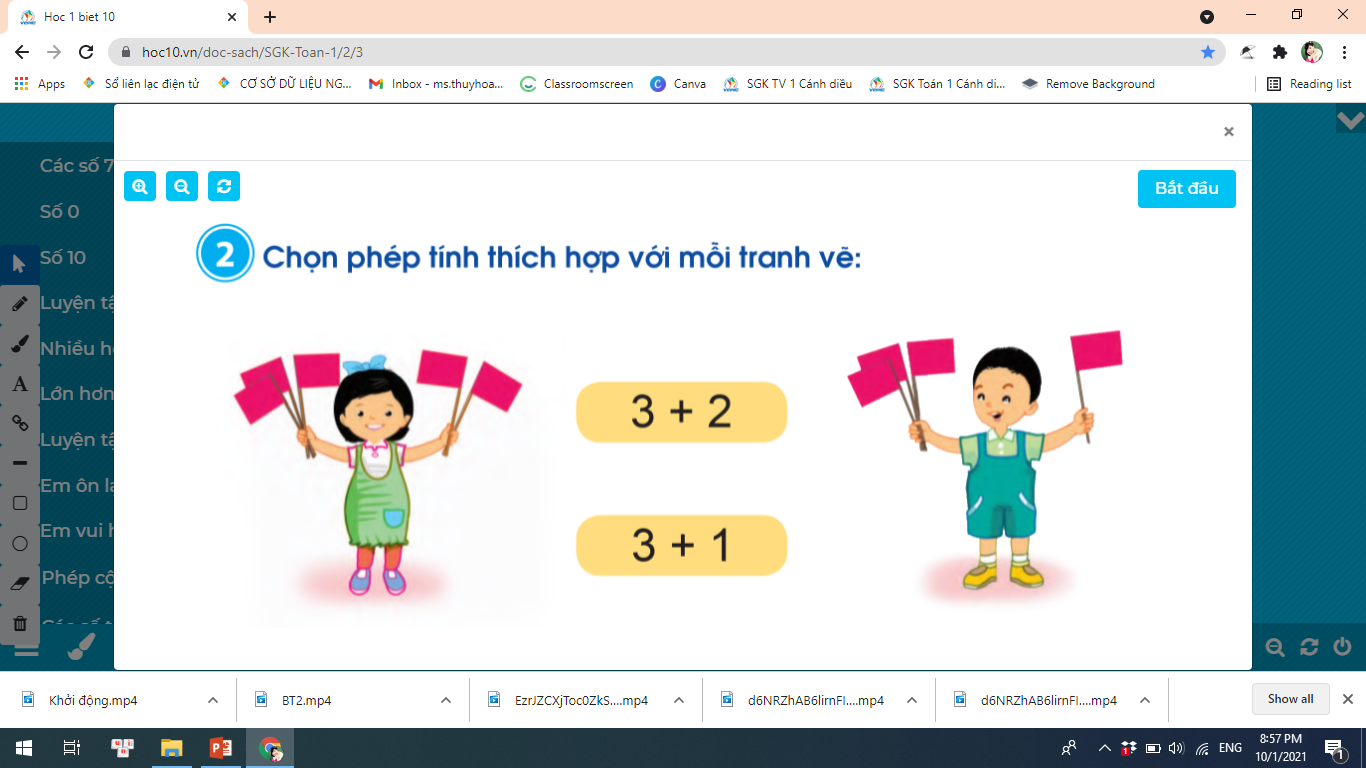 Hoc 1 biet 10
hoc10.vn/doc-sach/SGK-Toan-1/2/3
Apps
Sổ liên lạc điện tử
CƠ SỞ DỮ LIỆU NG...
Inbox - ms.thuyhoa...
Classroomscreen
Canva
SGK TV 1 Cánh diều
SGK Toán 1 Cánh di...
Remove Background
Reading list
Các số 7
Số 0
Số 10
Luyện tậ
Nhiều h
Lớn hơn
Luyện tậ
Em ôn lạ
Em vui h
Phép cộ
A
Bắt đầu
2 Chọn phép tính thích hợp với mỗi tranh vẽ:
3 + 2
3 + 1
Khởi động.mp4
BT2.mp4
EzrJZCXjToc0ZkS....mp4
d6NRZhAB6lirnFI....mp4
d6NRZhAB6lirnFI....mp4
Show all
ENG
8:57 PM
10/1/2021